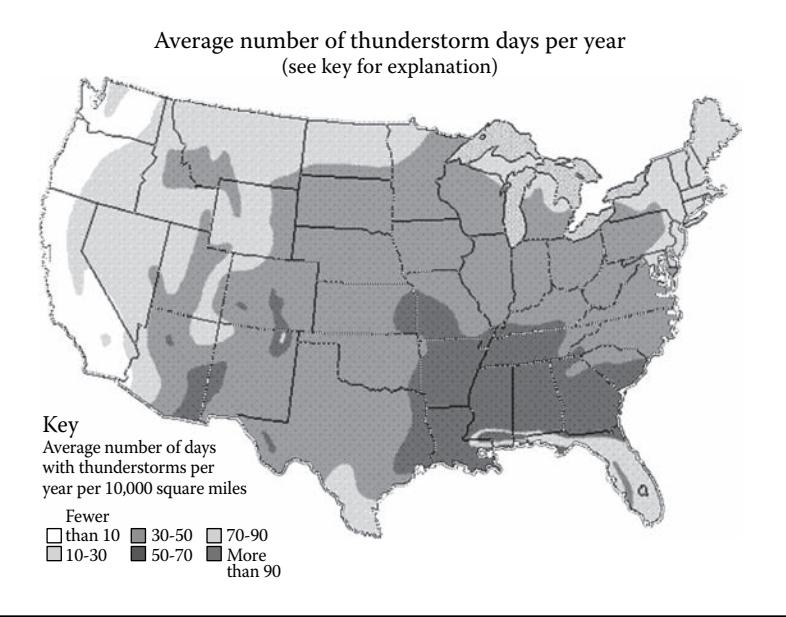 Average number of thunderstorm days per year
(see key for explanation)
Key
Average number of days
with thunderstorms per
year per 10,000 square miles
Fewer
than 10 30-50 70-90
10-30 50-70 More
than 90